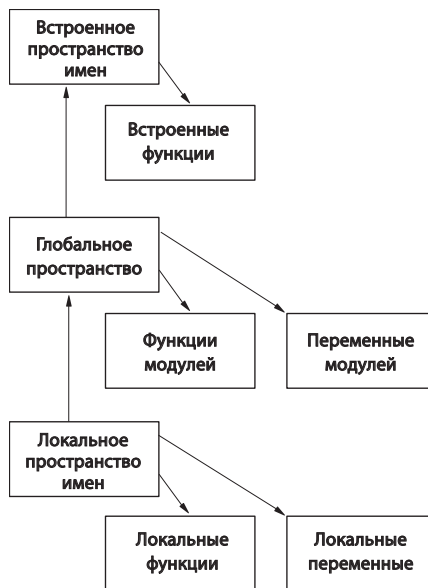 Встроенное
пространство
имен
Встроенные
функции
Глобальное
пространство
Функции
модулей
Переменные
модулей
Локальное
пространство
имен
Локальные
функции
Локальные
переменные